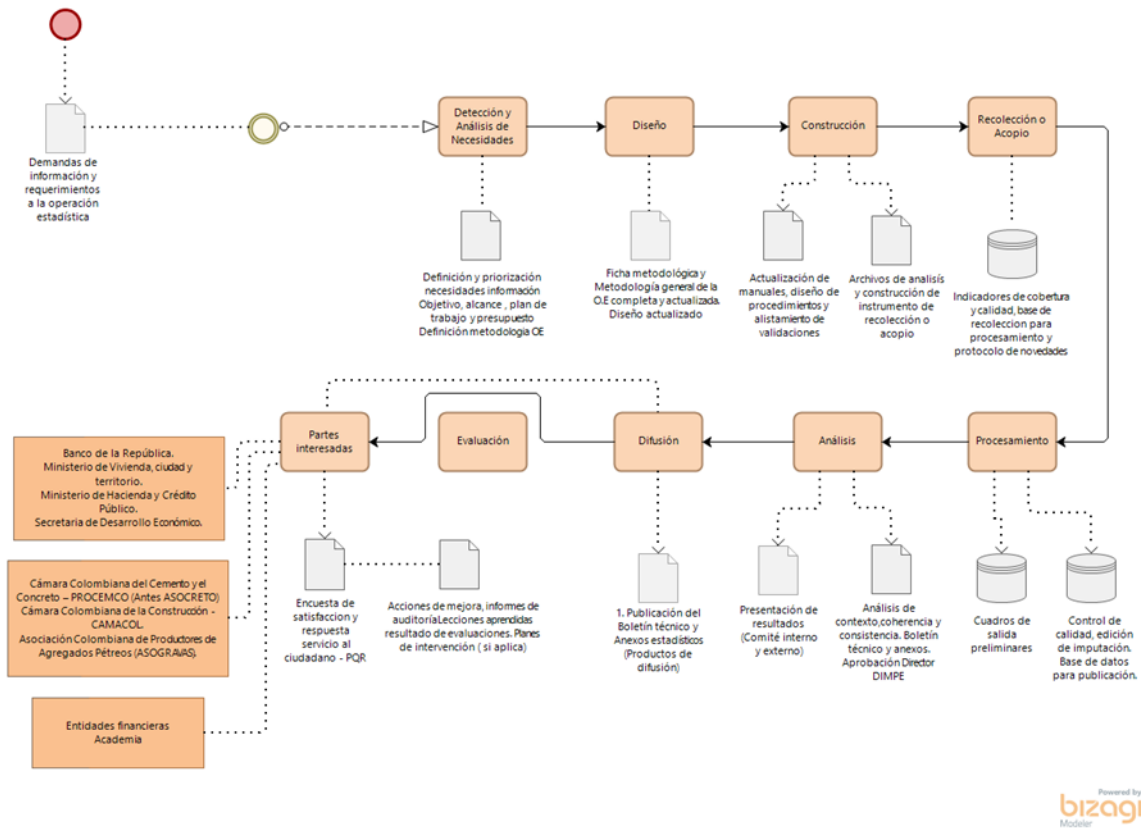 Demandas de
información y
requerimientos
a la operación
estadística
Detección y
Análisis de
Necesidades
Diseño
Construcción
Recolección o
Acopio
Definición y priorización
necesidades información
Objetivo, alcance , plan de
trabajo y presupuesto
Definición metodología OE
Ficha metodológica y
Metodología general de la
O.E completa y actualizada.
Diseño actualizado
Actualización de
manuales, diseño de
procedimientos y
alistamiento de
validaciones
Archivos de analisís
y construcción de
instrumento de
recolección o
acopio
Indicadores de cobertura
y calidad, base de
recoleccion para
procesamiento y
protocolo de novedades
Partes
interesadas
Evaluación
Difusión
Análisis
Procesamiento
Banco de la República.
Ministerio de Vivienda, ciudad y
territorio.
Ministerio de Hacienda y Crédito
Público.
Secretaria de Desarrollo Económico.
Cámara Colombiana del Cemento y el
Concreto – PROCEMCO (Antes ASOCRETO)
Cámara Colombiana de la Construcción -
CAMACOL.
Asociación Colombiana de Productores de
Agregados Pétreos (ASOGRAVAS).
Entidades financieras
Academia
Encuesta de
satisfaccion y
respuesta
servicio al
ciudadano - PQR
Acciones de mejora, informes de
auditoríaLecciones aprendidas
resultado de evaluaciones. Planes
de intervención ( si aplica)
1. Publicación del
Boletín técnico y
Anexos estadísticos
(Productos de
difusión)
Presentación de
resultados
(Comité interno
y externo)
Análisis de
contexto,coherencia y
consistencia. Boletín
técnico y anexos.
Aprobación Director
DIMPE
Cuadros de
salida
preliminares
Control de
calidad, edición
de imputación.
Base de datos
para publicación.
Powered by
bizagi
Modeler